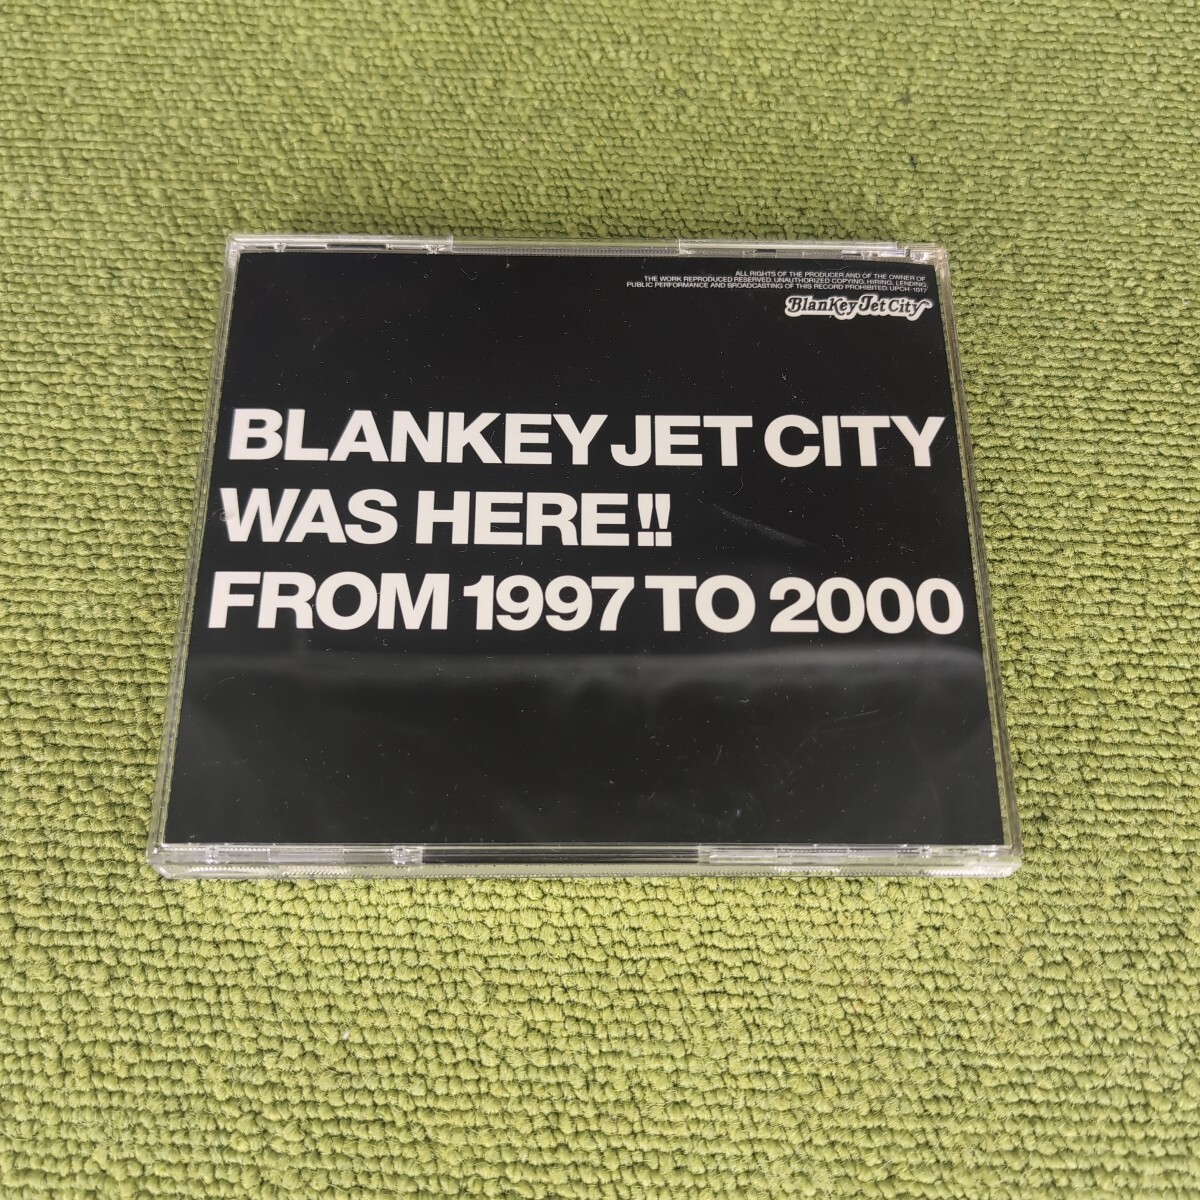 ALL RIGHTS OF THE PRODUCER AND OF THE OWNER OF
THE WORK REPRODUCED RESERVED. UNAUTHORIZED COPYING, HIRING, LENDING,
PUBLIC PERFORMANCE AND BROADCASTING OF THIS RECORD PROHIBITED. UPCH-1017
BlanKey Jet City
BLANKEY JET CITY
WAS HERE!!
FROM 1997 TO 2000